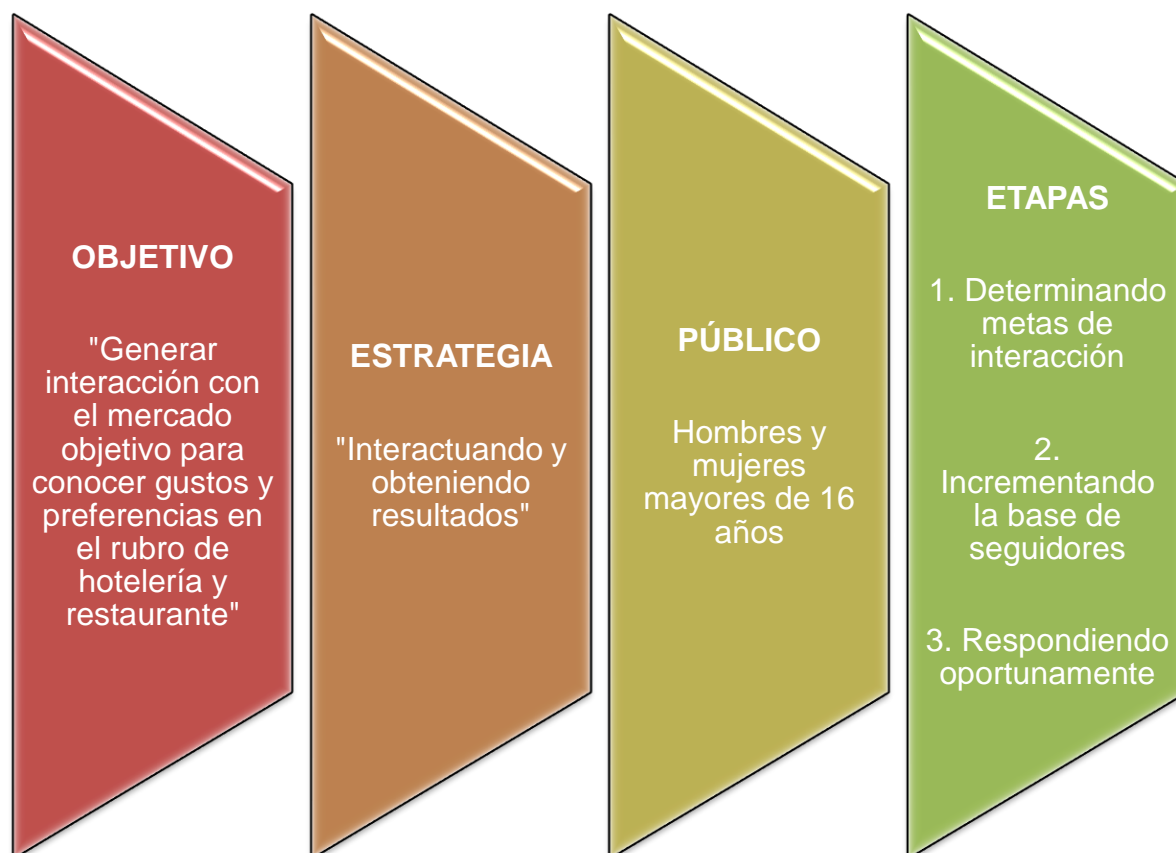 OBJETIVO
"Generar
interacción con
el mercado
objetivo para
conocer gustos y
preferencias en
el rubro de
hotelería y
restaurante"
ESTRATEGIA
"Interactuando y
obteniendo
resultados"
PÚBLICO
Hombres y
mujeres
mayores de 16
años
ETAPAS
1. Determinando
metas de
interacción
2.
Incrementando
la base de
seguidores
3. Respondiendo
oportunamente